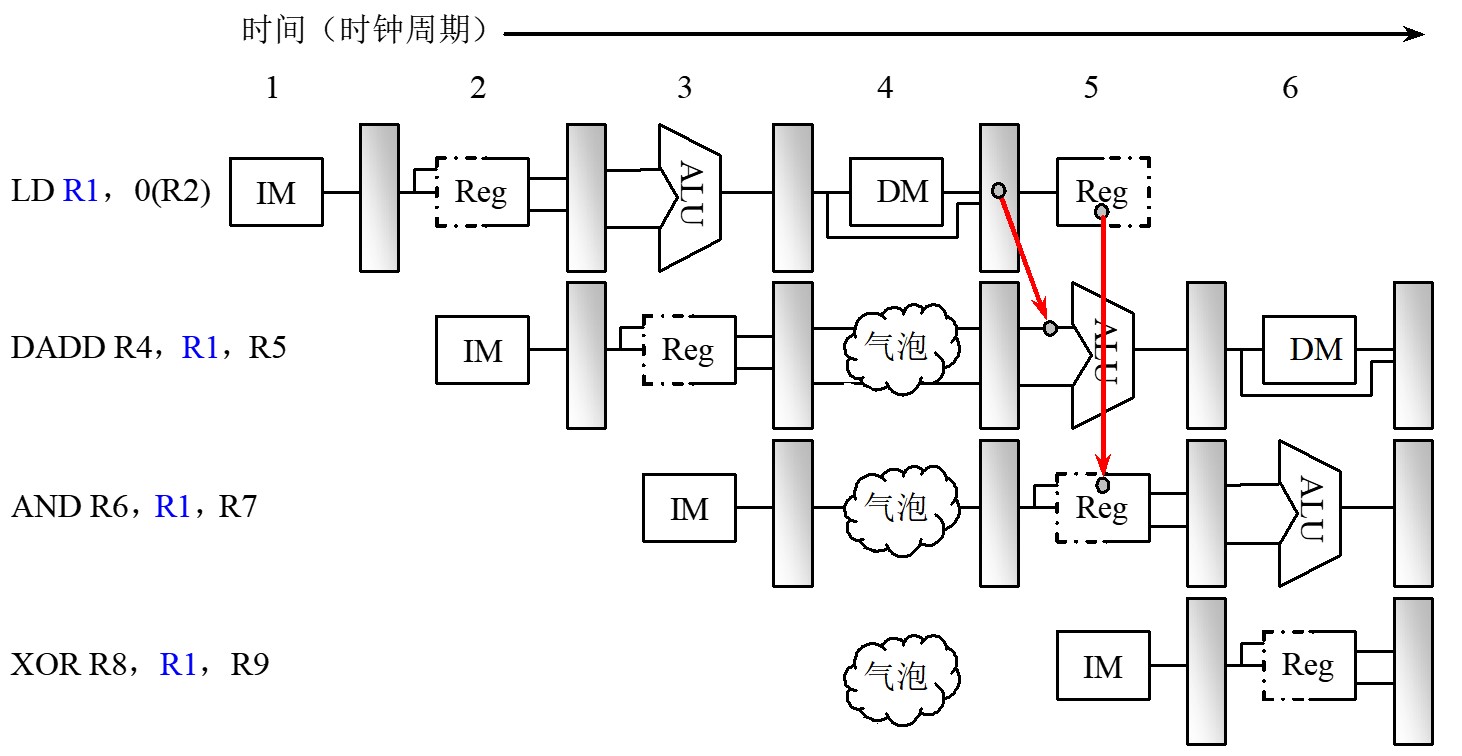 时间（时钟周期）
1 2 3 4 5 6
LD R1，0(R2) IM Reg ALU DM Reg
DADD R4，R1，R5 IM Reg 气泡 ALU DM
AND R6，R1，R7 IM 气泡 Reg ALU
XOR R8，R1，R9 气泡 IM Reg